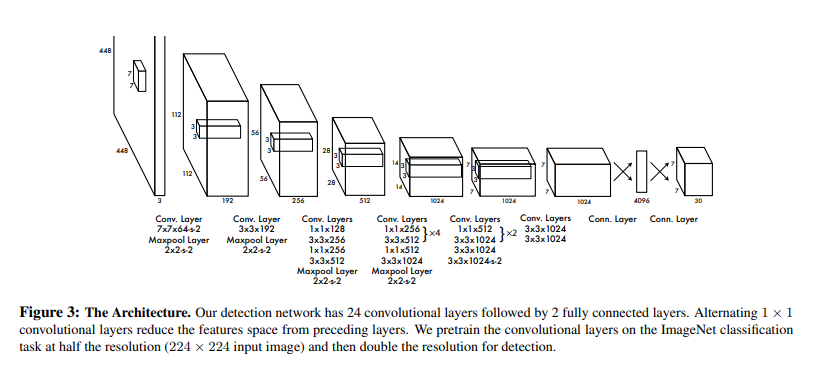 448
7
7
448
3
112
3
3
112
192
56
3
3
56
256
28
3
3
28
512
14
3
3
14
1024
7
3
3
7
1024
7
7
1024
4096
7
7
30
Conv. Layer
7x7x64-s-2
Maxpool Layer
2x2-s-2
Conv. Layer
3x3x192
Maxpool Layer
2x2-s-2
Conv. Layers
1x1x128
3x3x256
1x1x256
3x3x512
Maxpool Layer
2x2-s-2
Conv. Layers
1x1x256
3x3x512 }×4
1x1x512
3x3x1024
Maxpool Layer
2x2-s-2
Conv. Layers
1x1x512
3x3x1024 }×2
3x3x1024
3x3x1024-s-2
Conv. Layers
3x3x1024
3x3x1024
Conn. Layer
Conn. Layer
Figure 3: The Architecture. Our detection network has 24 convolutional layers followed by 2 fully connected layers. Alternating 1 × 1
convolutional layers reduce the features space from preceding layers. We pretrain the convolutional layers on the ImageNet classification
task at half the resolution (224 × 224 input image) and then double the resolution for detection.